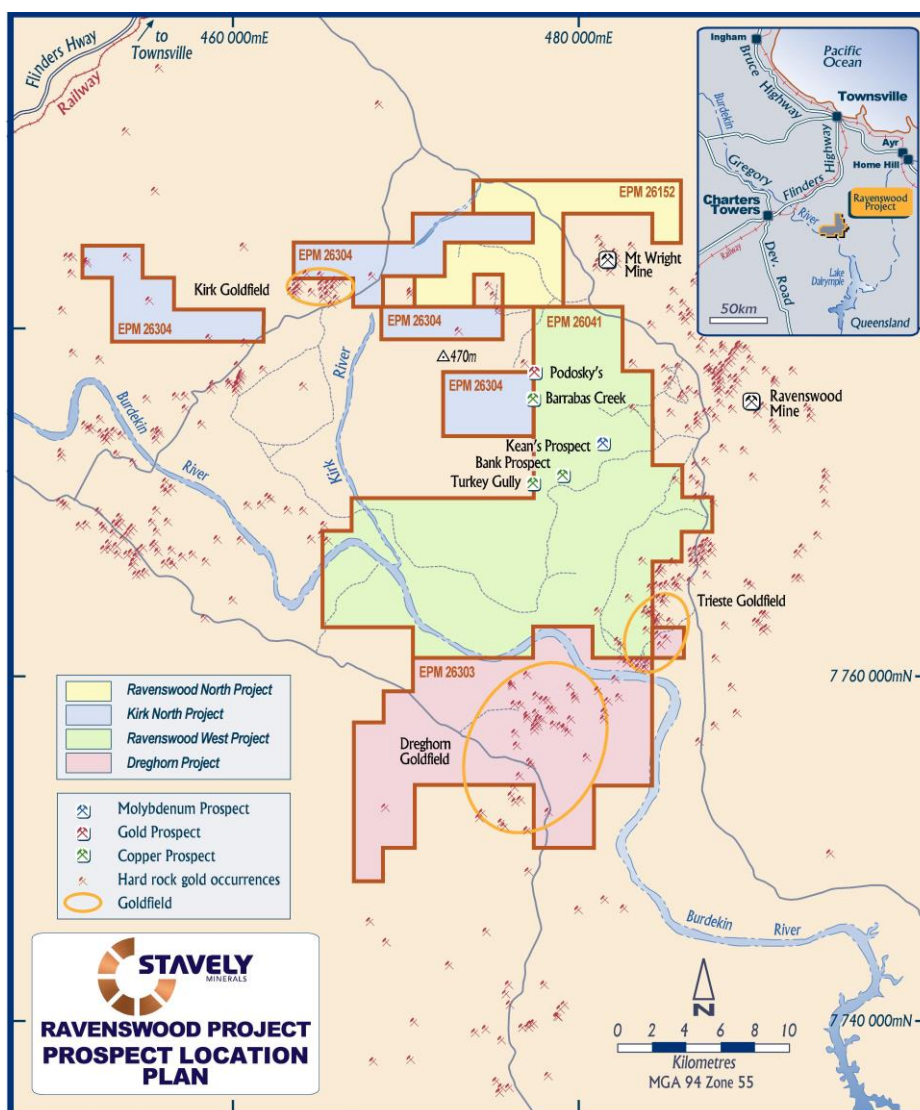 460 000mE
480 000mE
to
Townsville
Flinders Hwy
Railway
Ingham
Bruce
Highway
Pacific
Ocean
Townsville
Burdekin
Gregory
Highway
Ayr
Home Hill
Flinders
Charters
Towers
River
Ravenswood
Project
Railway
Dev. Road
Lake
Dalrymple
50km
Queensland
EPM 26152
EPM 26304
Mt Wright
Mine
Kirk Goldfield
EPM 26304
EPM 26304
EPM 26041
470m
River
EPM 26304
Podosky's
Barrabas Creek
Ravenswood
Mine
Burdekin
River
Kirk
Kean's Prospect
Bank Prospect
Turkey Gully
Trieste Goldfield
EPM 26303
7 760 000mN
Dreghorn
Goldfield
Ravenswood North Project
Kirk North Project
Ravenswood West Project
Dreghorn Project
Molybdenum Prospect
Gold Prospect
Copper Prospect
Hard rock gold occurrences
Goldfield
Burdekin
River
STAVELY
MINERALS
RAVENSWOOD PROJECT
PROSPECT LOCATION
PLAN
N
7 740 000mN
0 2 4 6 8 10
Kilometres
MGA 94 Zone 55